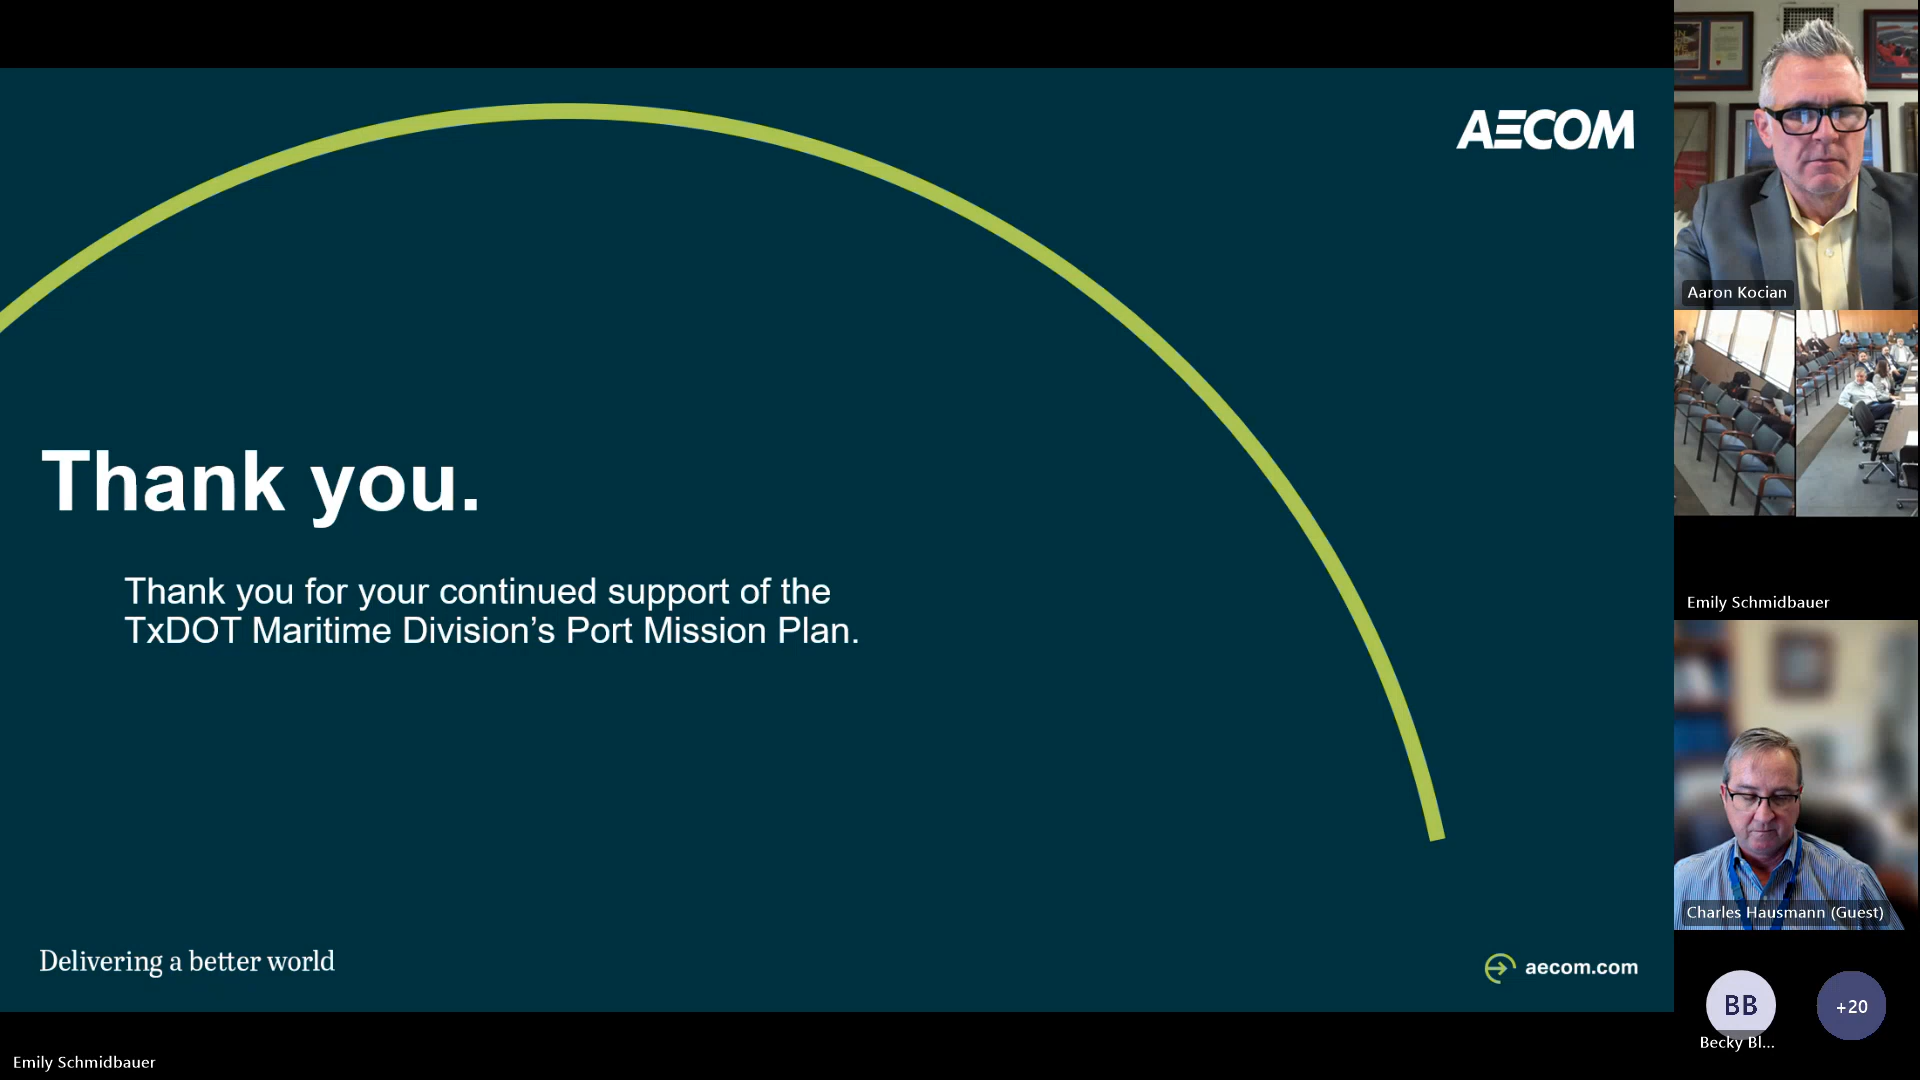 AECOM
Thank you.
Thank you for your continued support of the
TxDOT Maritime Division’s Port Mission Plan.
Delivering a better world
aecom.com
Emily Schmidbauer
Aaron Kocian
Emily Schmidbauer
Charles Hausmann (Guest)
BB
+20
Becky Bl...